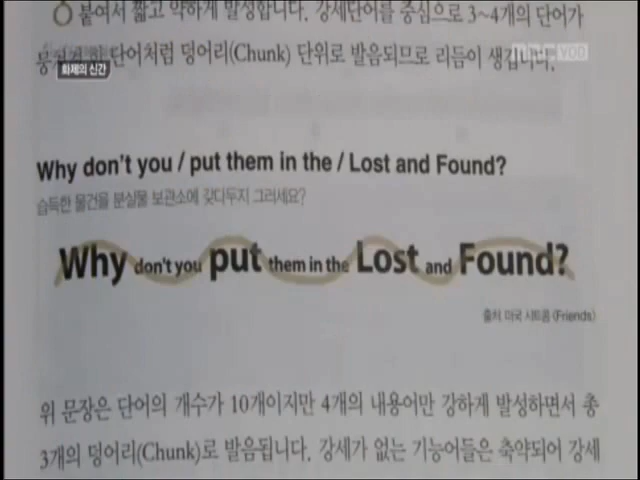 붙여서 짧고 약하게 발성합니다. 강세단어를 중심으로 3~4개의 단어가
단어처럼 덩어리(Chunk) 단위로 발음되므로 리듬이 생깁니다.
화제의 신간
Why don't you / put them in the / Lost and Found?
습득한 물건을 분실물 보관소에 갖다두지 그러세요?
Why don't you put them in the Lost and Found?
출처 미국 시트콤 (Friends)
위 문장은 단어의 개수가 10개이지만 4개의 내용어만 강하게 발성하면서 총
3개의 덩어리(Chunk)로 발음됩니다. 강세가 없는 기능어들은 축약되어 강세